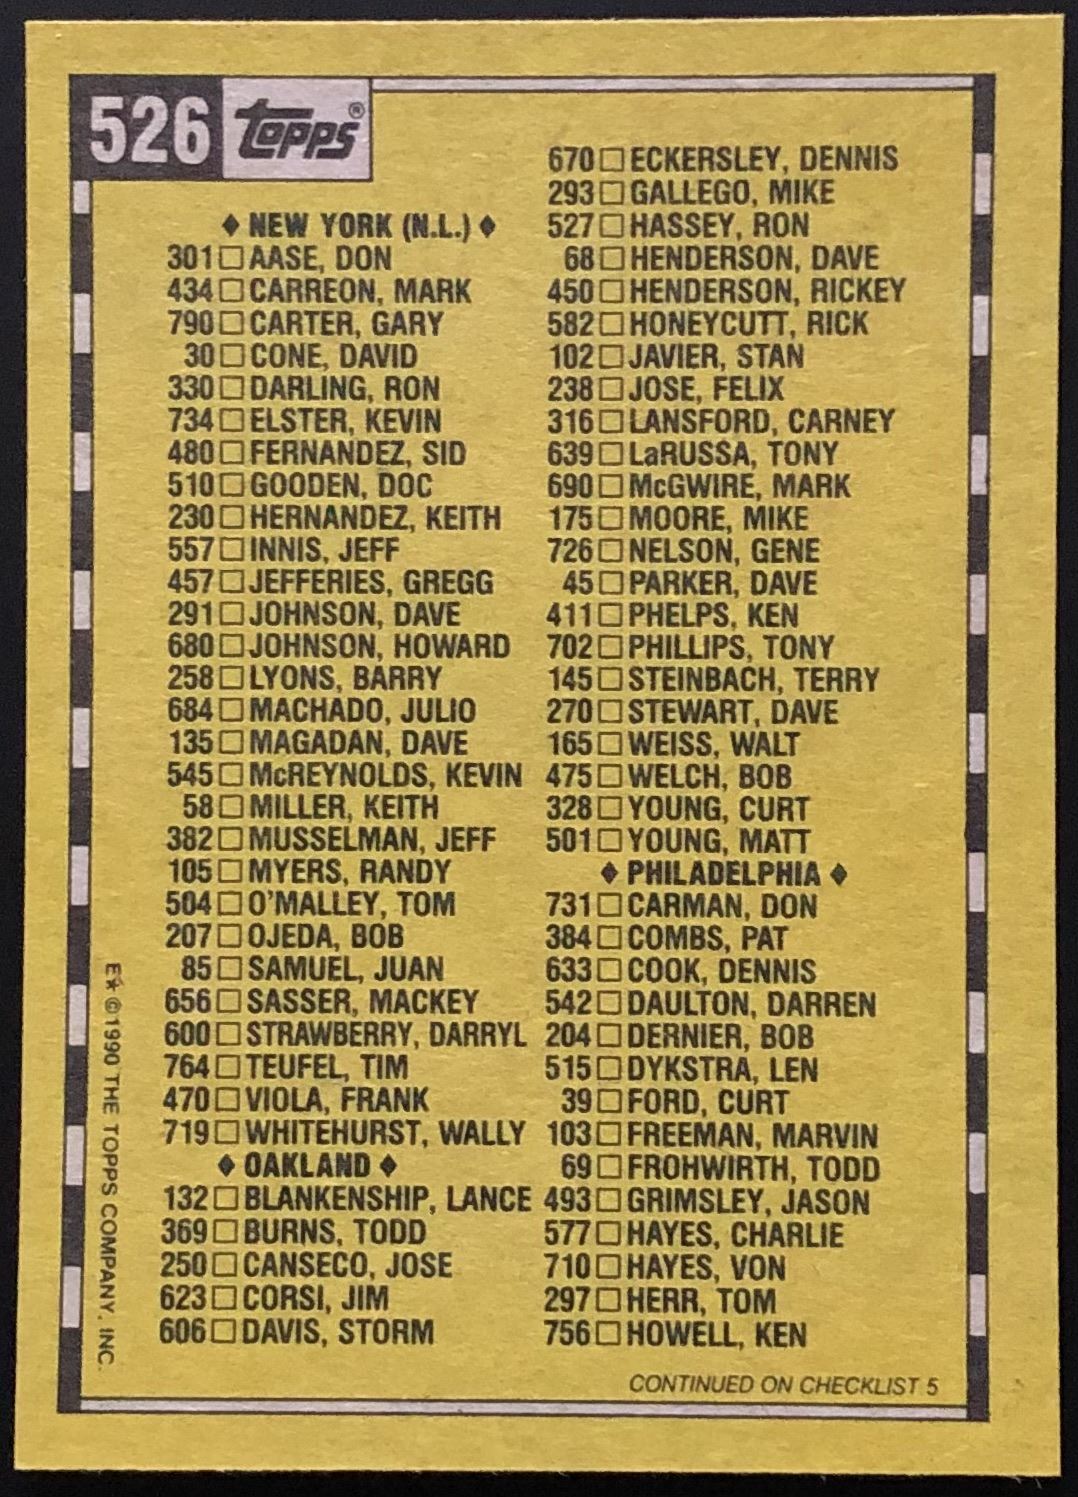 526 Topps®
♦ NEW YORK (N.L.) ♦
301 □ AASE, DON
434 □ CARREON, MARK
790 □ CARTER, GARY
30 □ CONE, DAVID
330 □ DARLING, RON
734 □ ELSTER, KEVIN
480 □ FERNANDEZ, SID
510 □ GOODEN, DOC
230 □ HERNANDEZ, KEITH
557 □ INNIS, JEFF
457 □ JEFFERIES, GREGG
291 □ JOHNSON, DAVE
680 □ JOHNSON, HOWARD
258 □ LYONS, BARRY
684 □ MACHADO, JULIO
135 □ MAGADAN, DAVE
545 □ McREYNOLDS, KEVIN
58 □ MILLER, KEITH
382 □ MUSSELMAN, JEFF
105 □ MYERS, RANDY
504 □ O'MALLEY, TOM
207 □ OJEDA, BOB
85 □ SAMUEL, JUAN
656 □ SASSER, MACKEY
600 □ STRAWBERRY, DARRYL
764 □ TEUFEL, TIM
470 □ VIOLA, FRANK
719 □ WHITEHURST, WALLY
♦ OAKLAND ♦
132 □ BLANKENSHIP, LANCE
369 □ BURNS, TODD
250 □ CANSECO, JOSE
623 □ CORSI, JIM
606 □ DAVIS, STORM
670 □ ECKERSLEY, DENNIS
293 □ GALLEGO, MIKE
527 □ HASSEY, RON
68 □ HENDERSON, DAVE
450 □ HENDERSON, RICKEY
582 □ HONEYCUTT, RICK
102 □ JAVIER, STAN
238 □ JOSE, FELIX
316 □ LANSFORD, CARNEY
639 □ LaRUSSA, TONY
690 □ McGWIRE, MARK
175 □ MOORE, MIKE
726 □ NELSON, GENE
45 □ PARKER, DAVE
411 □ PHELPS, KEN
702 □ PHILLIPS, TONY
145 □ STEINBACH, TERRY
270 □ STEWART, DAVE
165 □ WEISS, WALT
475 □ WELCH, BOB
328 □ YOUNG, CURT
501 □ YOUNG, MATT
♦ PHILADELPHIA ♦
731 □ CARMAN, DON
384 □ COMBS, PAT
633 □ COOK, DENNIS
542 □ DAULTON, DARREN
204 □ DERNIER, BOB
515 □ DYKSTRA, LEN
39 □ FORD, CURT
103 □ FREEMAN, MARVIN
69 □ FROHWIRTH, TODD
493 □ GRIMSLEY, JASON
577 □ HAYES, CHARLIE
710 □ HAYES, VON
297 □ HERR, TOM
756 □ HOWELL, KEN
CONTINUED ON CHECKLIST 5
E☆ ©1990 THE TOPPS COMPANY, INC.